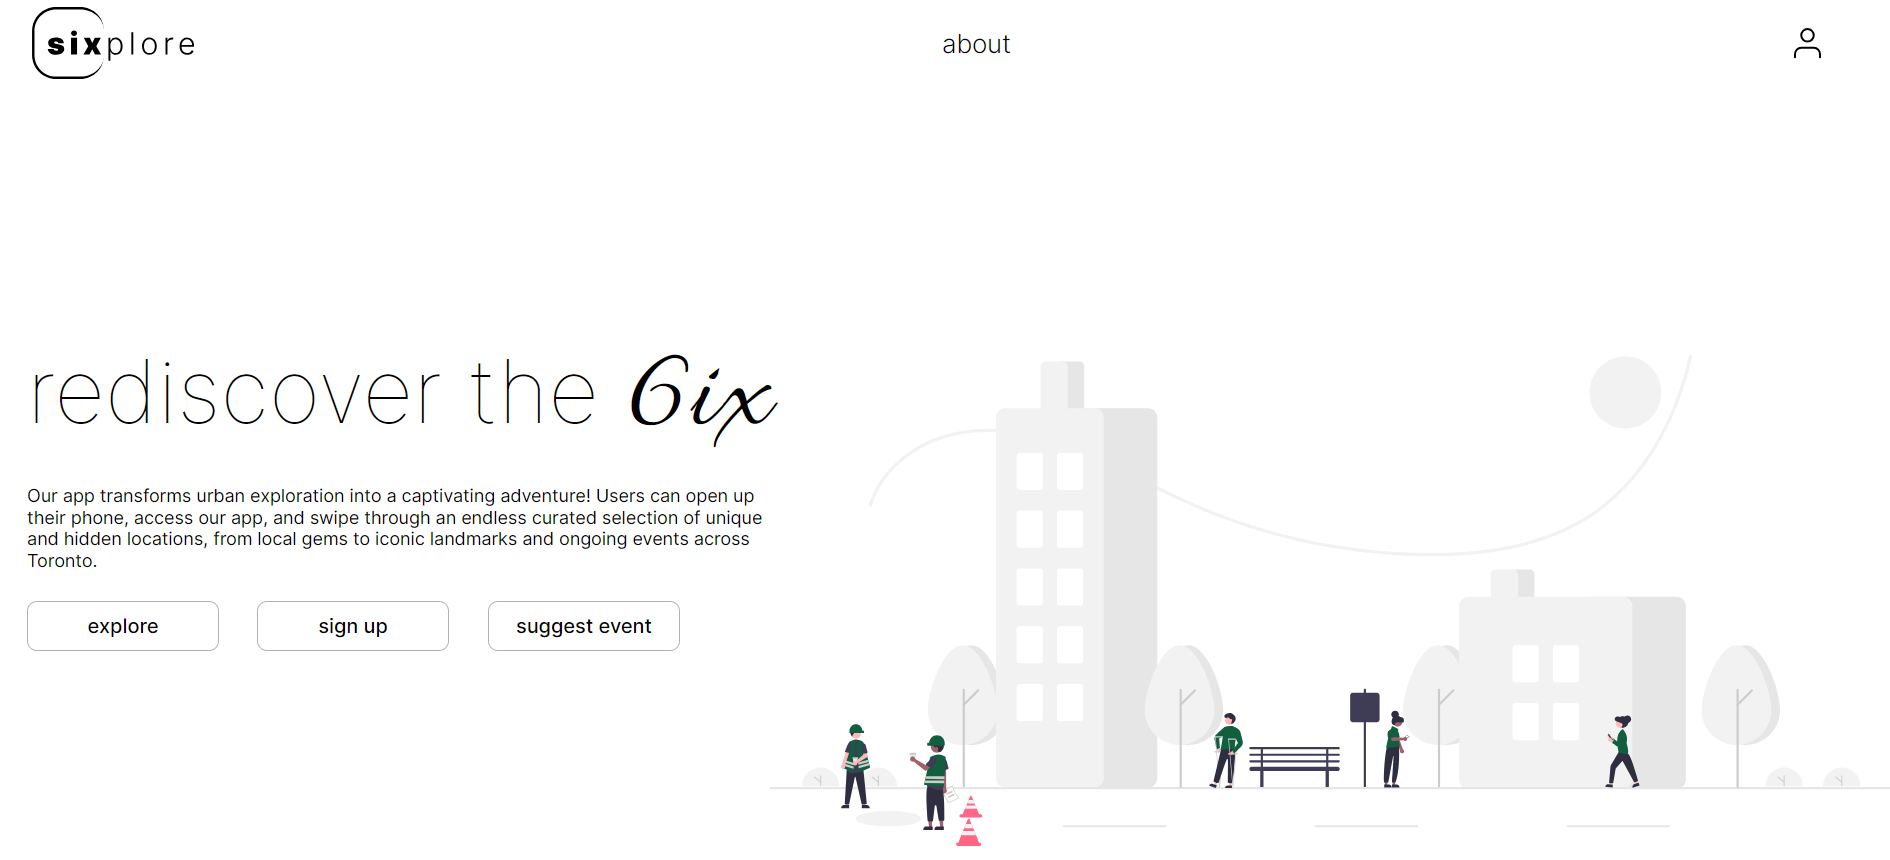 sixplore
about
rediscover the 6ix
Our app transforms urban exploration into a captivating adventure! Users can open up
their phone, access our app, and swipe through an endless curated selection of unique
and hidden locations, from local gems to iconic landmarks and ongoing events across
Toronto.
explore
sign up
suggest event